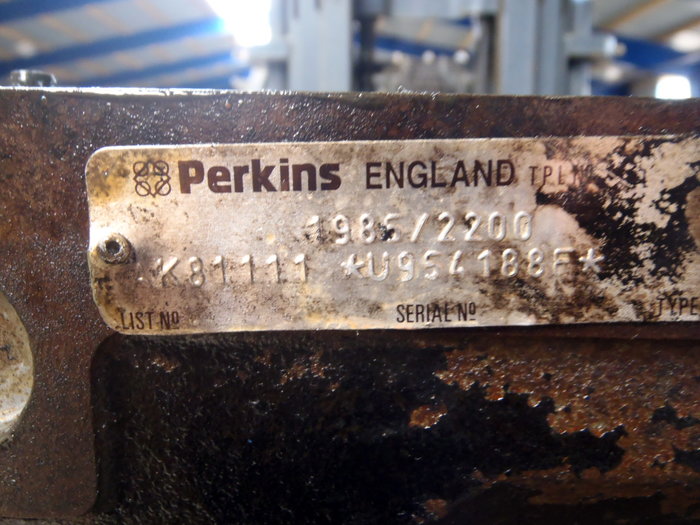 Perkins ENGLAND T.P.L.
1985/2200
K81111 *U954188F*
LIST Nº SERIAL Nº TYPE